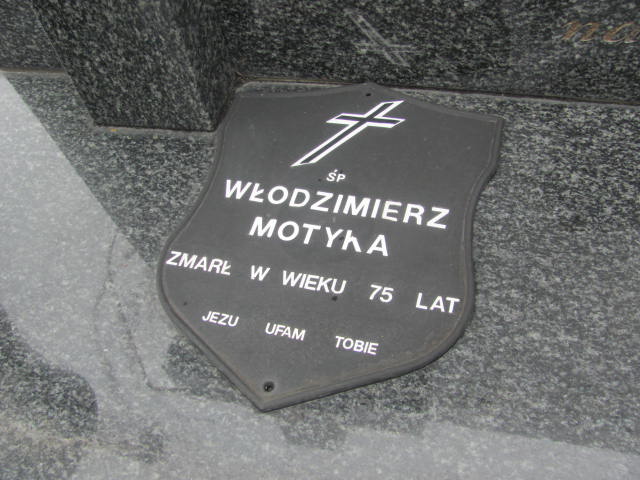 ŚP
WŁODZIMIERZ
MOTYKA
ZMARŁ W WIEKU 75 LAT
JEZU UFAM TOBIE